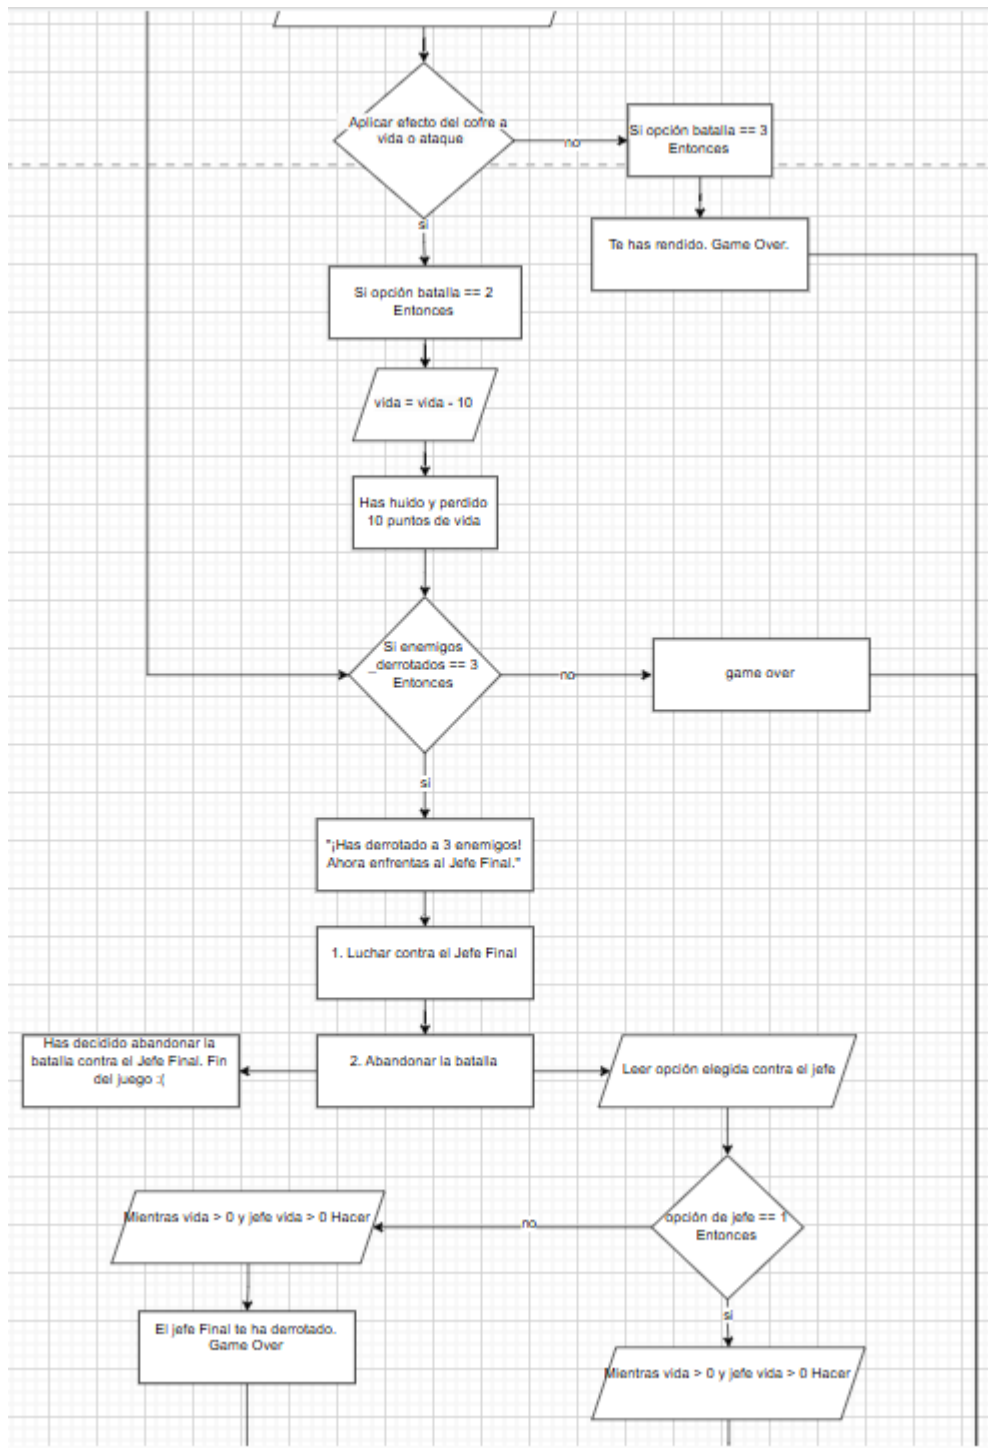 Aplicar efecto del cofre a
vida o ataque
no
Si opción batalla == 3
Entonces
si
Te has rendido. Game Over.
Si opción batalla == 2
Entonces
vida = vida - 10
Has huido y perdido
10 puntos de vida
Si enemigos
_derrotados == 3
Entonces
no
game over
si
"¡Has derrotado a 3 enemigos!
Ahora enfrentas al Jefe Final."
1. Luchar contra el Jefe Final
Has decidido abandonar la
batalla contra el Jefe Final. Fin
del juego :(
2. Abandonar la batalla
Leer opción elegida contra el jefe
opción de jefe == 1
Entonces
no
Mientras vida > 0 y jefe vida > 0 Hacer
si
El jefe Final te ha derrotado.
Game Over
Mientras vida > 0 y jefe vida > 0 Hacer